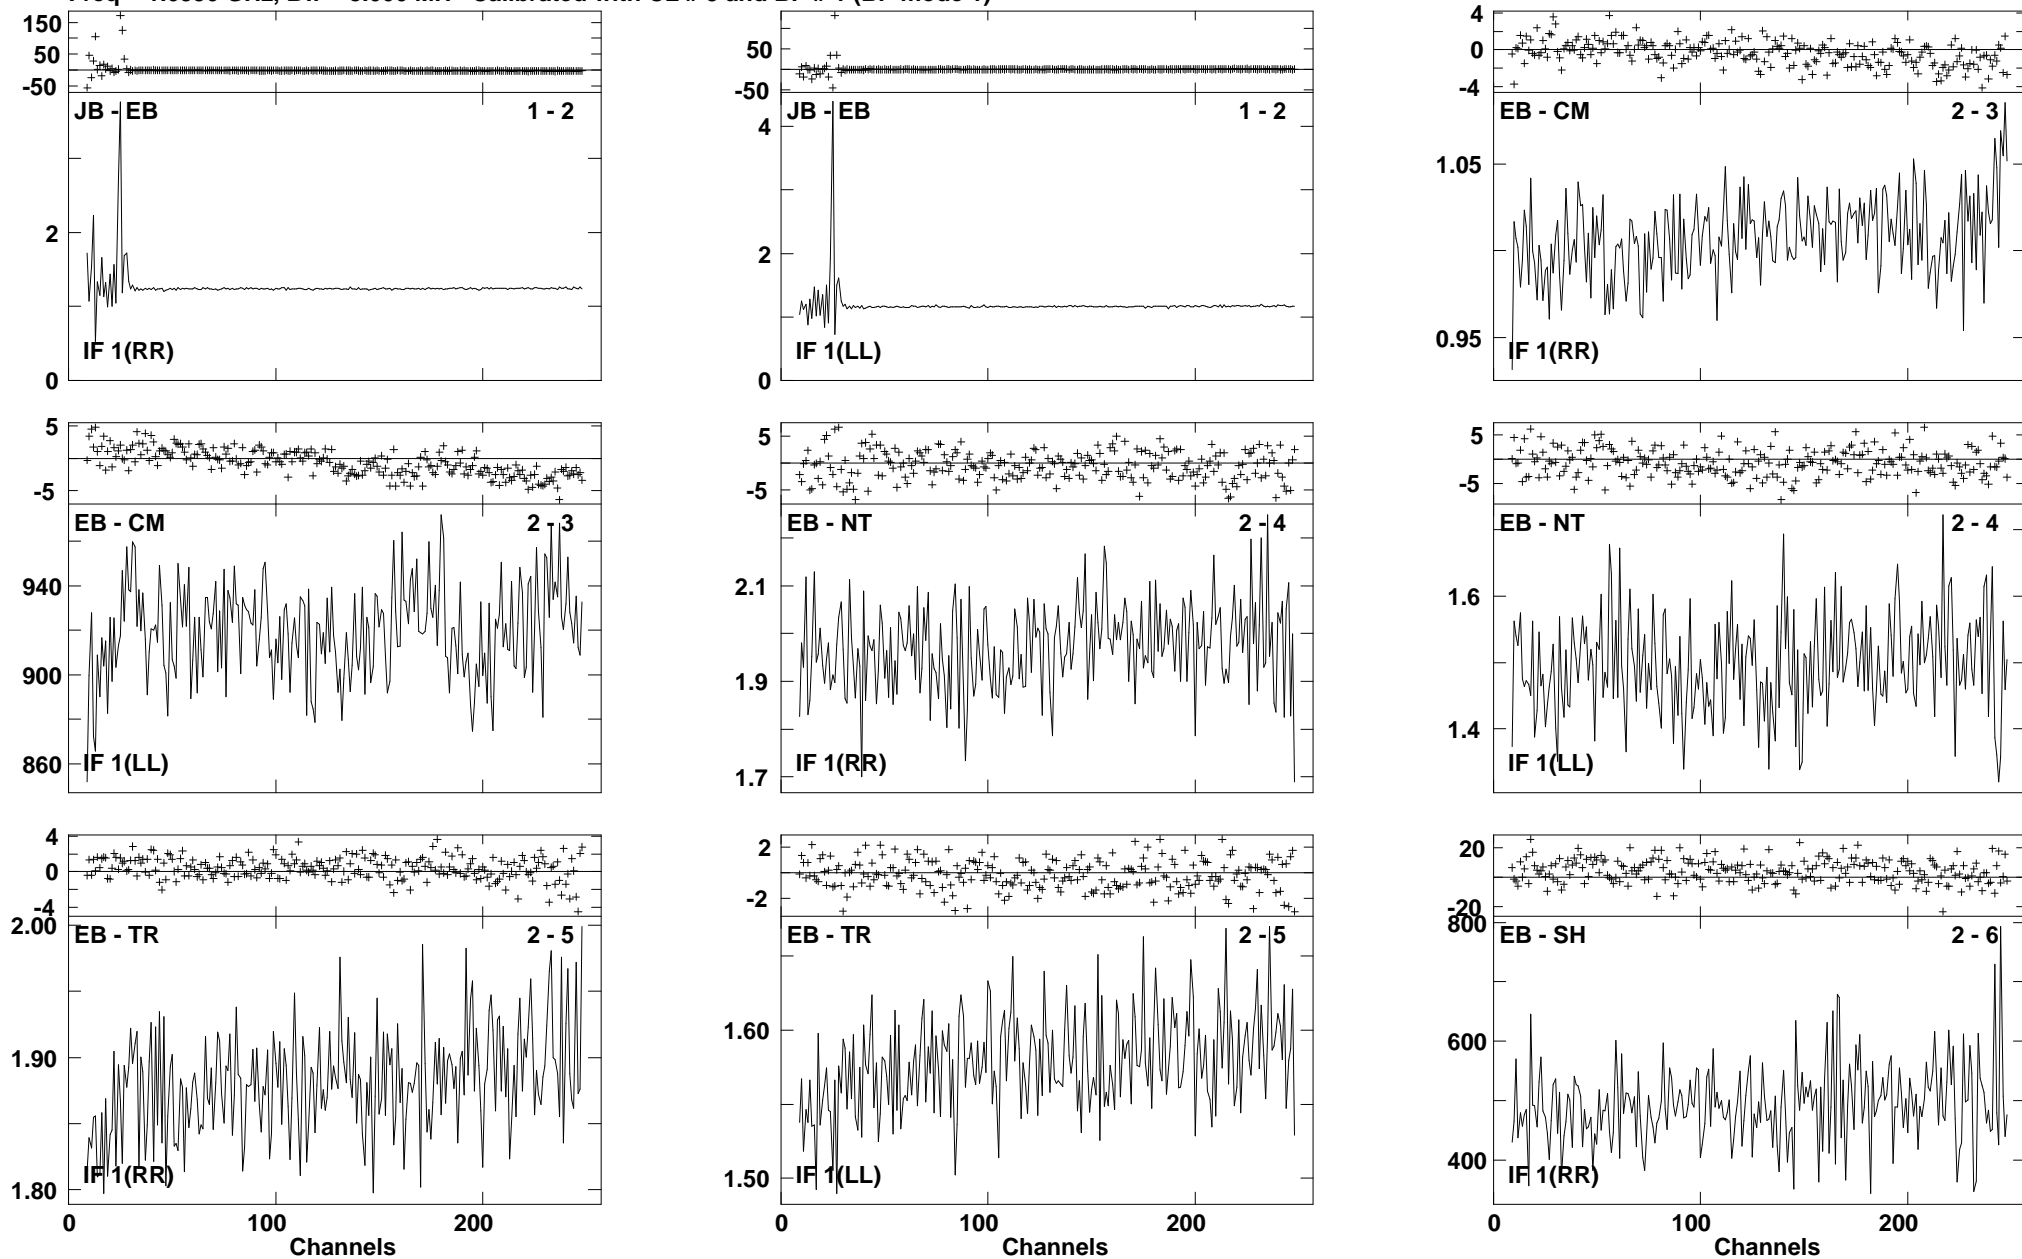 150
50
-50
JB - EB 1 - 2
2
0
IF 1(RR)
50
-50
JB - EB 1 - 2
4
2
0
IF 1(LL)
4
0
-4
EB - CM 2 - 3
1.05
0.95
IF 1(RR)
5
-5
EB - CM 2 - 3
940
900
860
IF 1(LL)
5
-5
EB - NT 2 - 4
2.1
1.9
1.7
IF 1(RR)
5
-5
EB - NT 2 - 4
1.6
1.4
IF 1(LL)
4
0
-4
2.00
EB - TR 2 - 5
1.90
1.80
IF 1(RR)
0 100 200
Channels
2
-2
EB - TR 2 - 5
1.60
1.50
IF 1(LL)
0 100 200
Channels
20
-20
800
EB - SH 2 - 6
600
400
IF 1(RR)
0 100 200
Channels